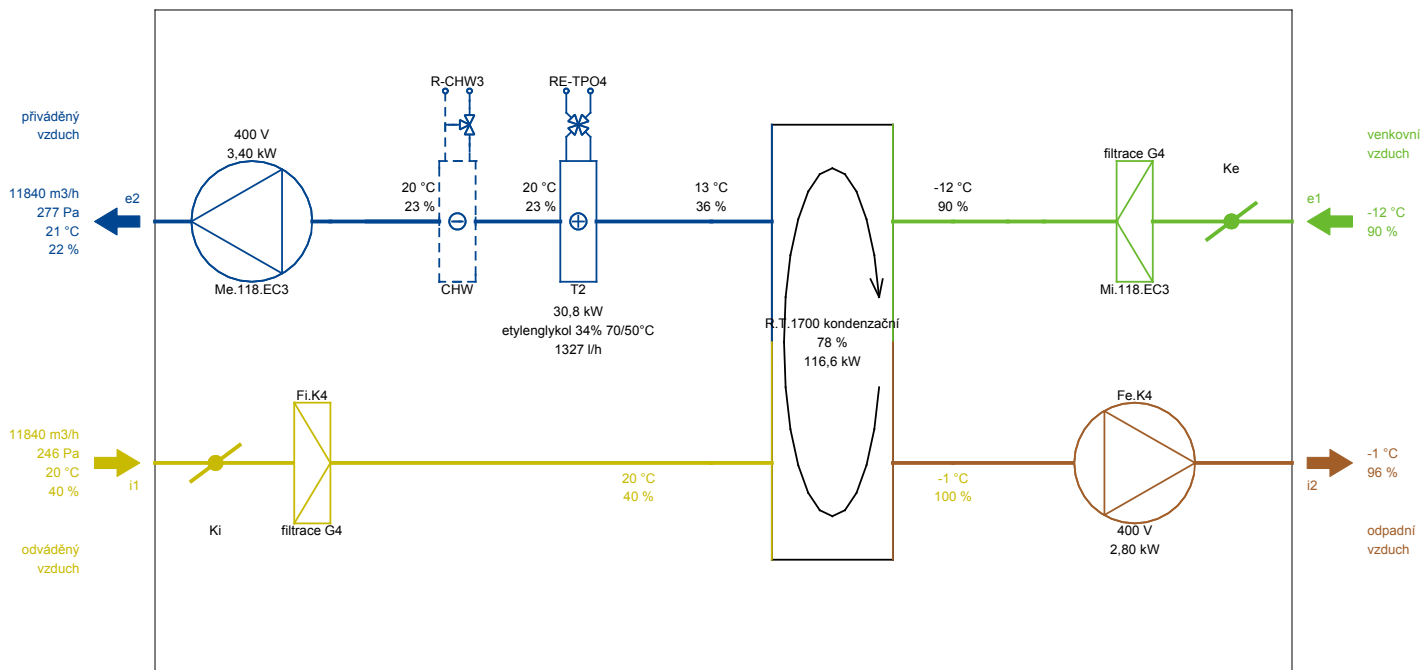 R-CHW3
RE-TPO4
přiváděný
vzduch
400 V
3,40 kW
venkovní
vzduch
filtrace G4
Ke
11840 m3/h
277 Pa
21 °C
22 %
e2
20 °C
23 %
20 °C
23 %
13 °C
36 %
-12 °C
90 %
e1
-12 °C
90 %
Me.118.EC3
CHW
T2
Mi.118.EC3
30,8 kW
etylenglykol 34% 70/50°C
1327 l/h
R.T.1700 kondenzační
78 %
116,6 kW
Fi.K4
Fe.K4
11840 m3/h
246 Pa
20 °C
40 %
i1
20 °C
40 %
-1 °C
100 %
-1 °C
96 %
i2
Ki
filtrace G4
400 V
2,80 kW
odváděný
vzduch
odpadní
vzduch